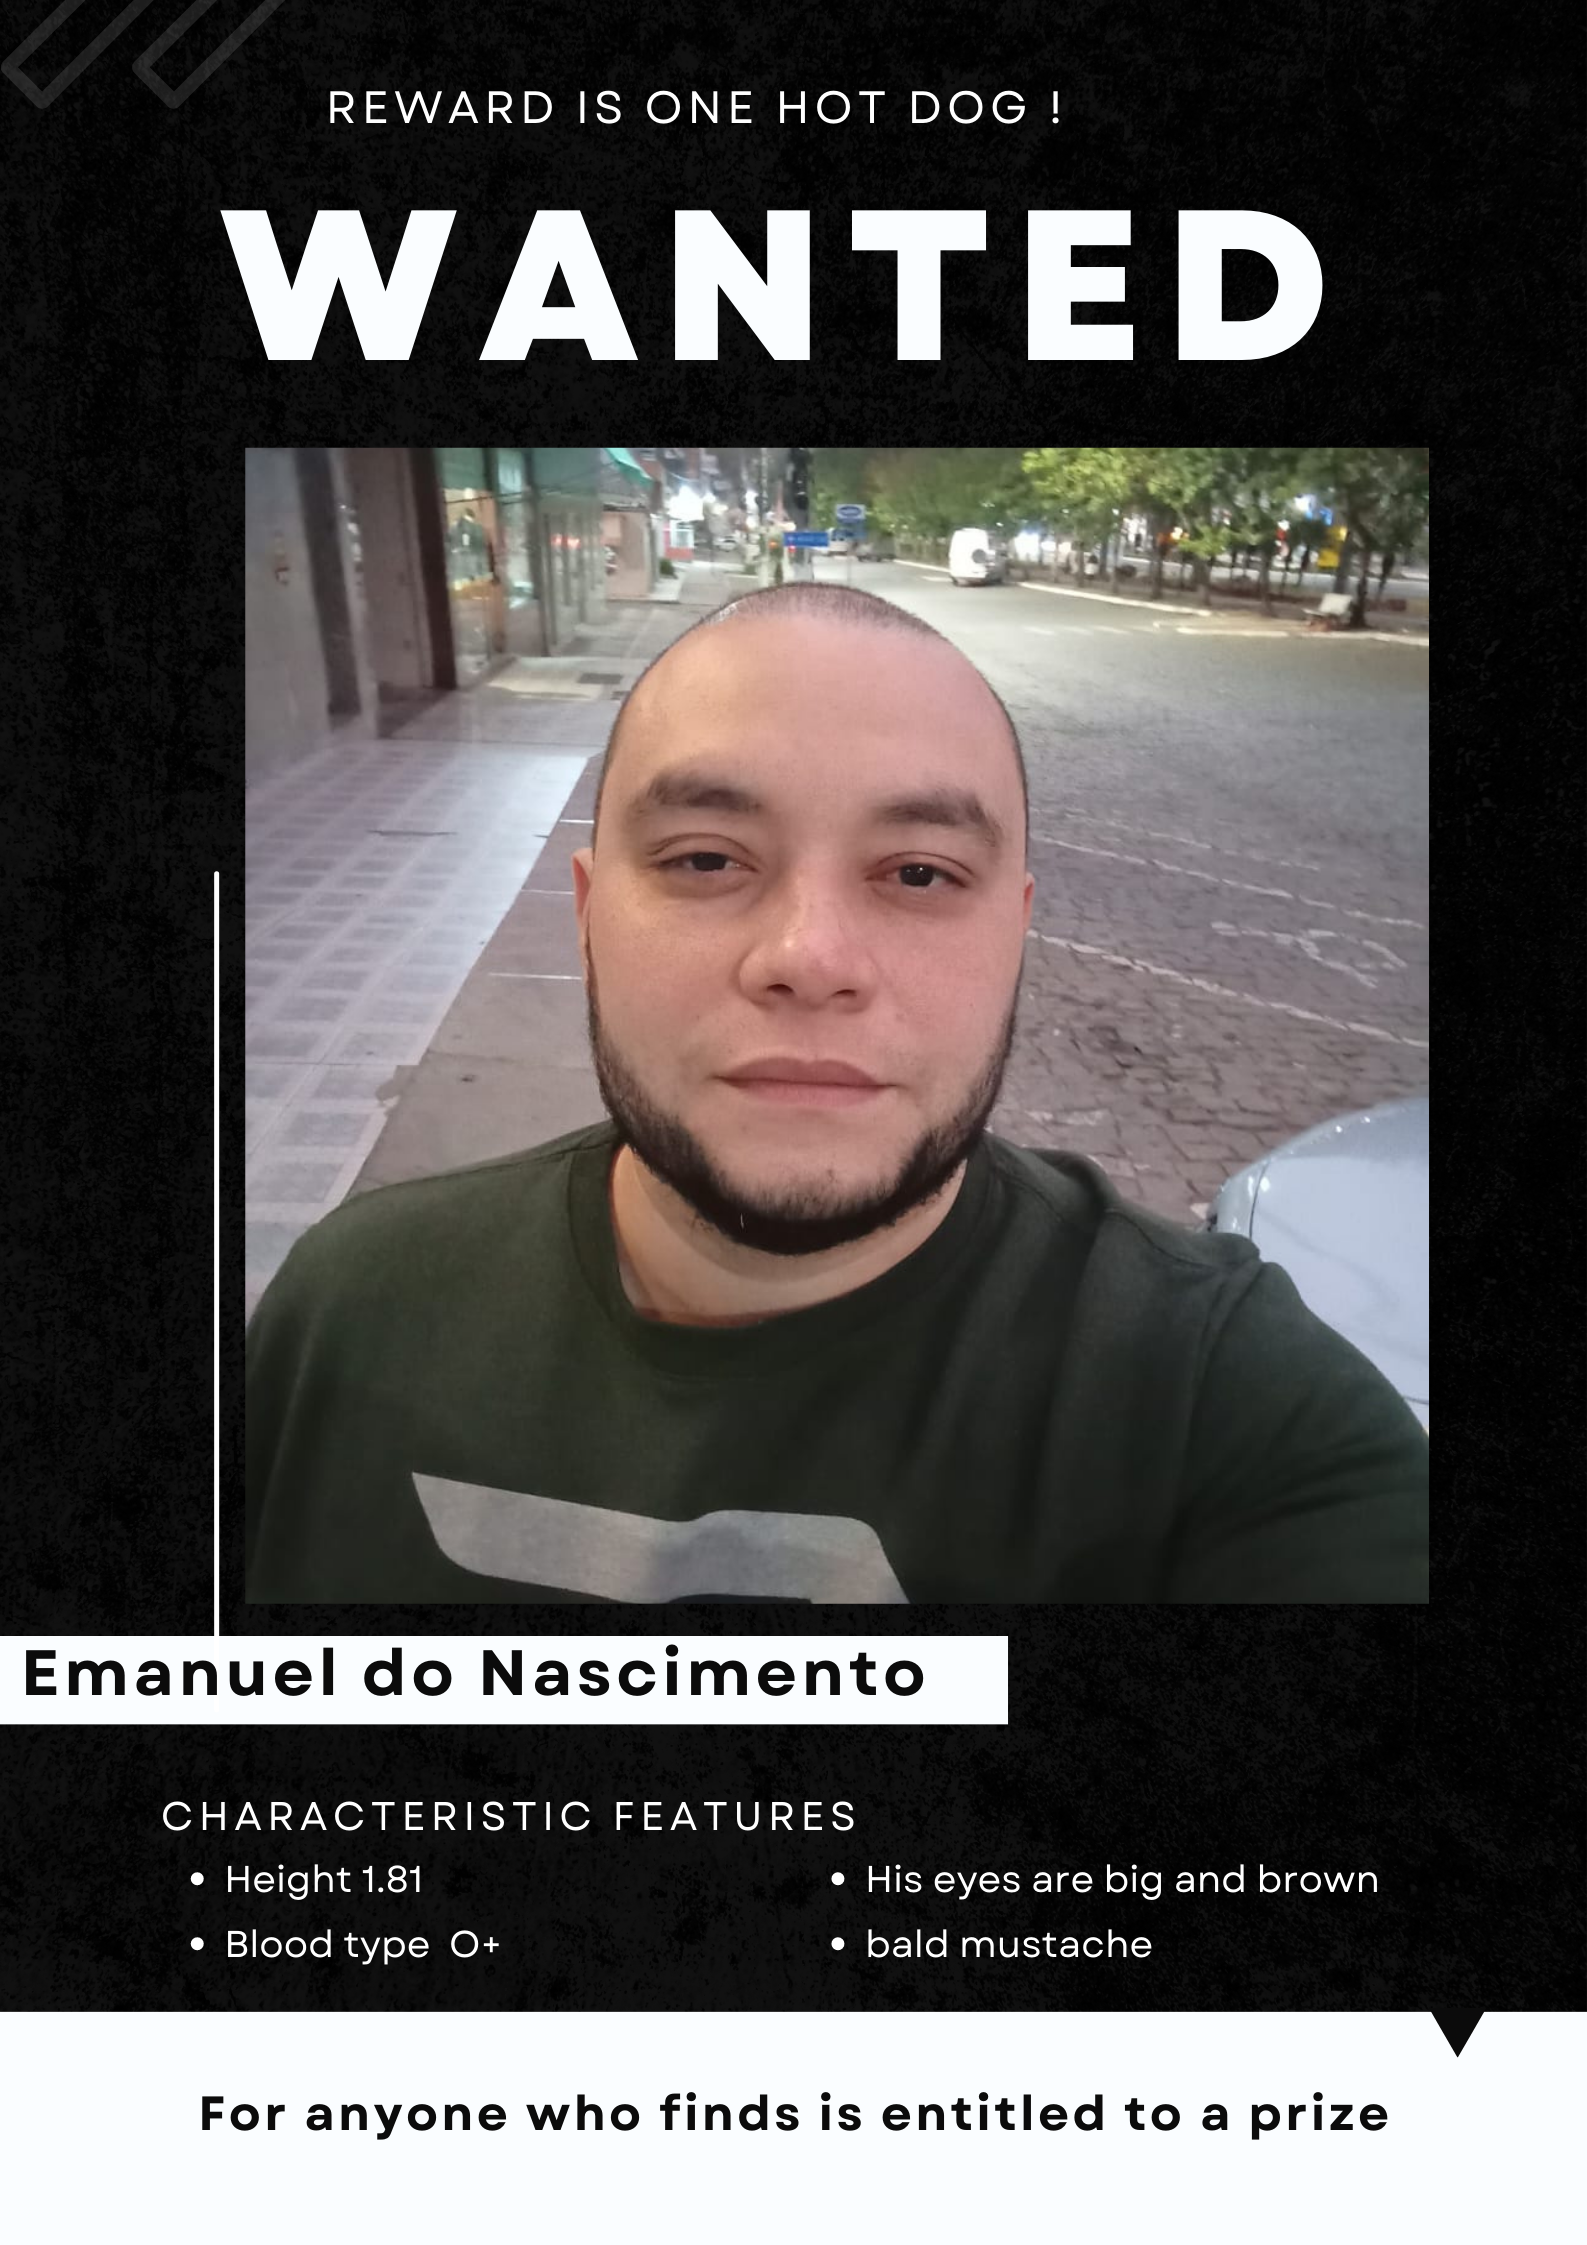 REWARD IS ONE HOT DOG !
WANTED
Emanuel do Nascimento
CHARACTERISTIC FEATURES
Height 1.81
Blood type O+
His eyes are big and brown
bald mustache
For anyone who finds is entitled to a prize